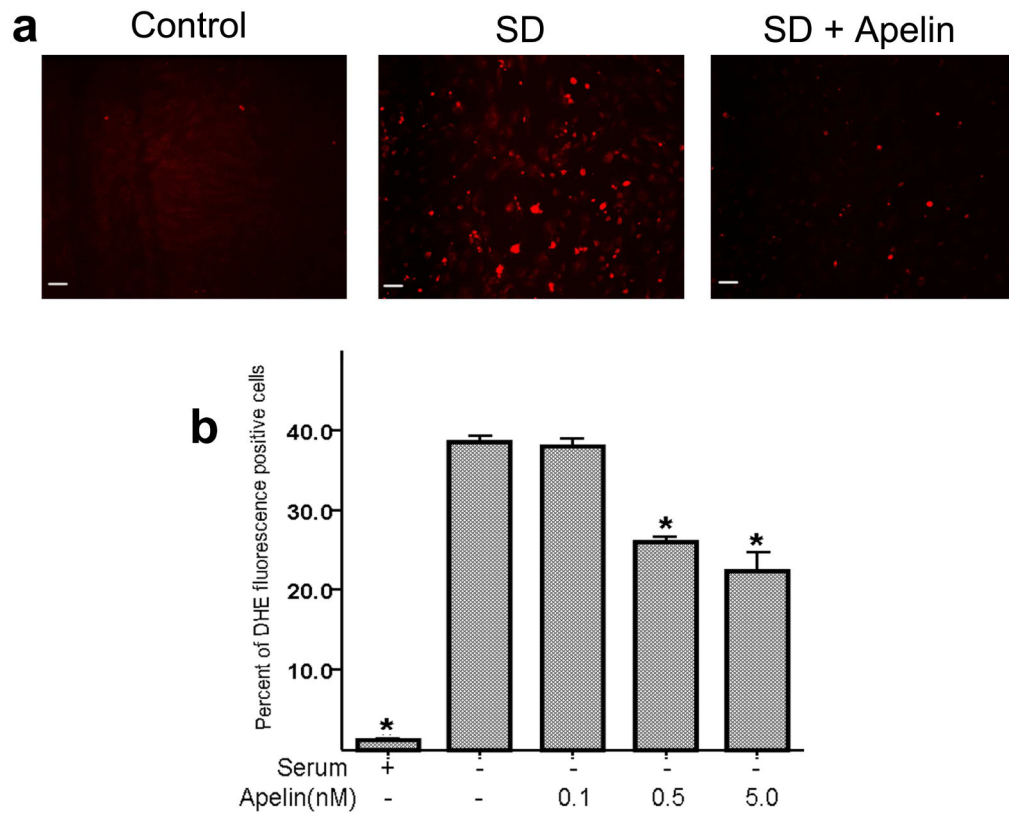 a
Control SD SD + Apelin
b
Percent of DHE fluorescence positive cells
40.0
30.0
20.0
10.0
* * *
Serum + - - - -
Apelin(nM) - - 0.1 0.5 5.0